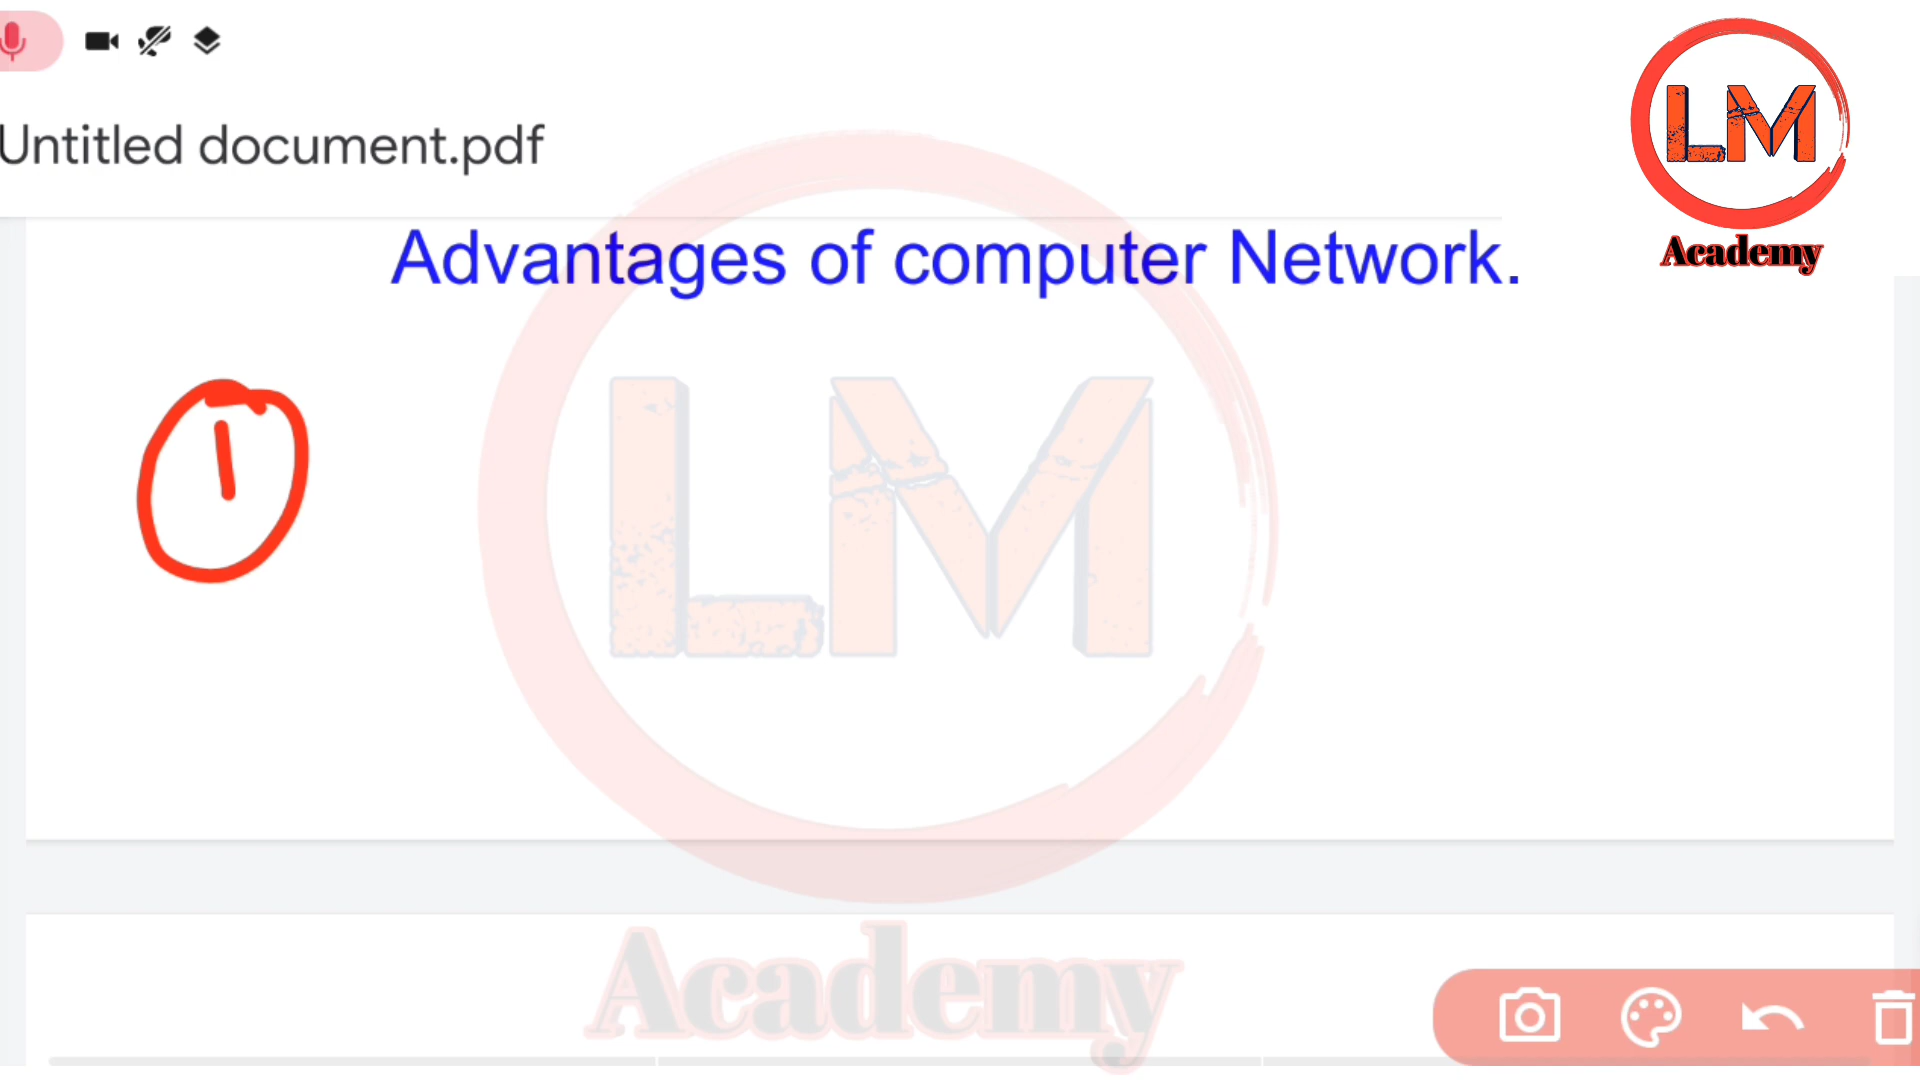 LM
Academy
Untitled document.pdf
Advantages of computer Network.
1
LM
Academy